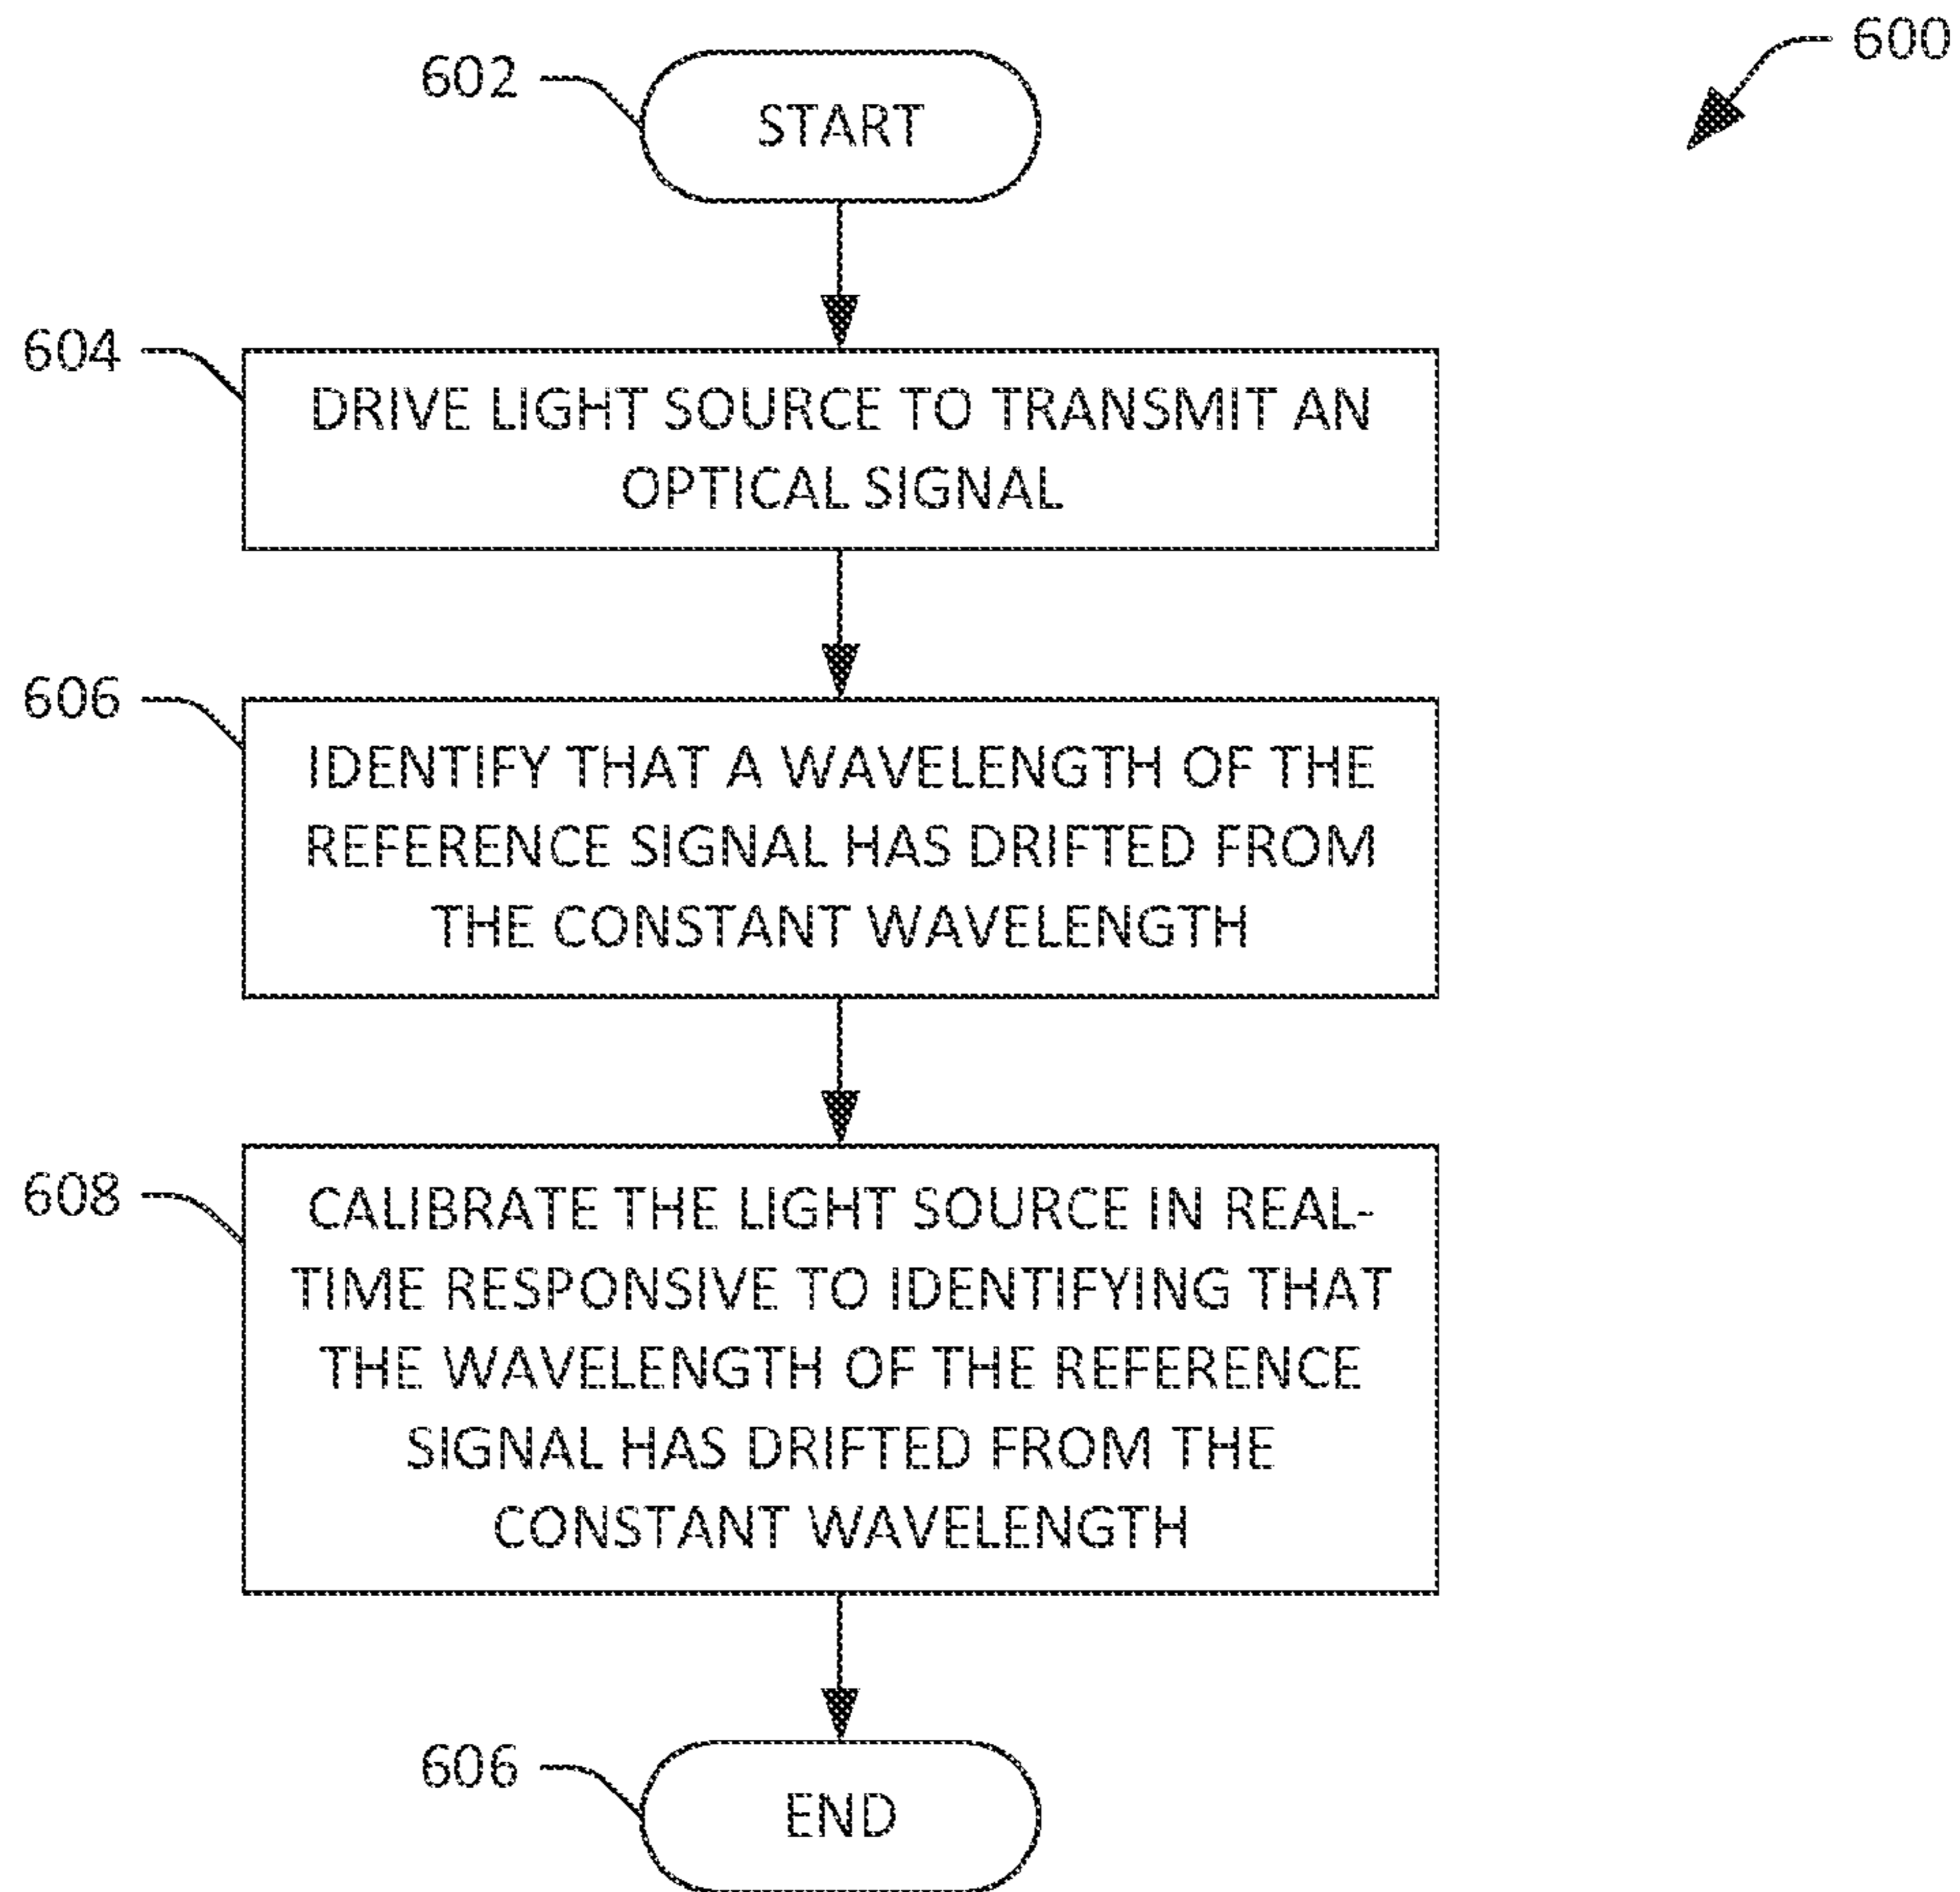 600
602
START
604
DRIVE LIGHT SOURCE TO TRANSMIT AN
OPTICAL SIGNAL
606
IDENTIFY THAT A WAVELENGTH OF THE
REFERENCE SIGNAL HAS DRIFTED FROM
THE CONSTANT WAVELENGTH
608
CALIBRATE THE LIGHT SOURCE IN REAL-
TIME RESPONSIVE TO IDENTIFYING THAT
THE WAVELENGTH OF THE REFERENCE
SIGNAL HAS DRIFTED FROM THE
CONSTANT WAVELENGTH
606
END